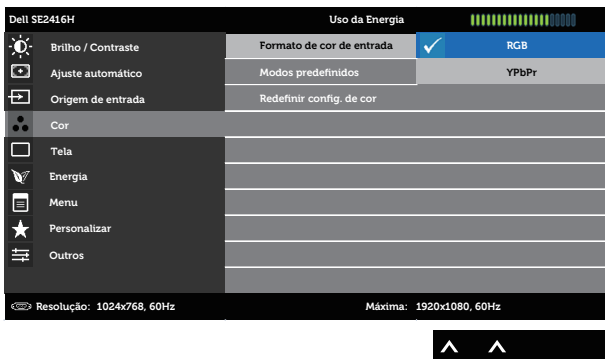 Dell SE2416H Uso da Energia
Brilho / Contraste Formato de cor de entrada RGB
Ajuste automático Modos predefinidos YPbPr
Origem de entrada Redefinir config. de cor
Cor
Tela
Energia
Menu
Personalizar
Outros
Resolução: 1024x768, 60Hz Máxima: 1920x1080, 60Hz